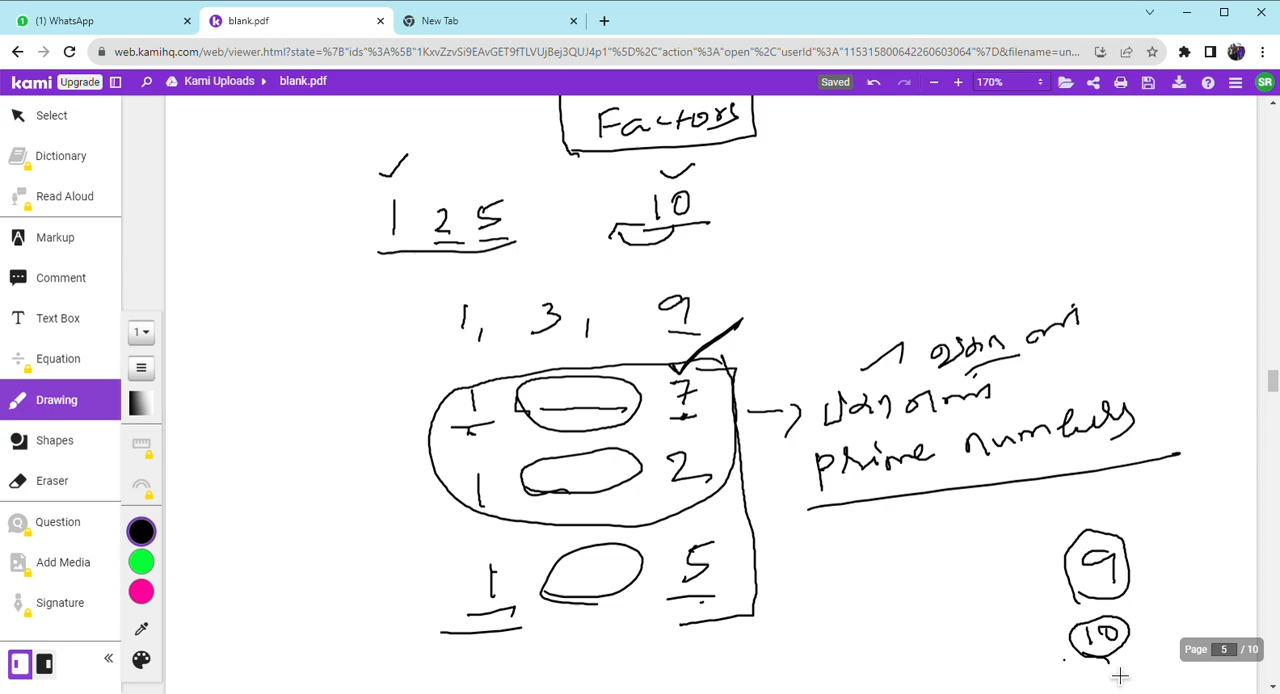 (1) WhatsApp
blank.pdf
New Tab
web.kamihq.com/web/viewer.html?state=%7B"ids"%3A%5B"1KxvZzvSi9EAvGET9fTLVUjBej3QUJ4p1"%5D%2C"action"%3A"open"%2C"userId"%3A"115315800642260603064"%7D&filename=un...
kami Upgrade Kami Uploads blank.pdf Saved 170% SR
Select
Dictionary
Read Aloud
Markup
Comment
Text Box
Equation
Drawing
Shapes
Eraser
Question
Add Media
Signature
1
Factors
1 2 5 10
1, 3, 9
1 7
1 2
prime numbers
1 5
9
10
Page 5 / 10